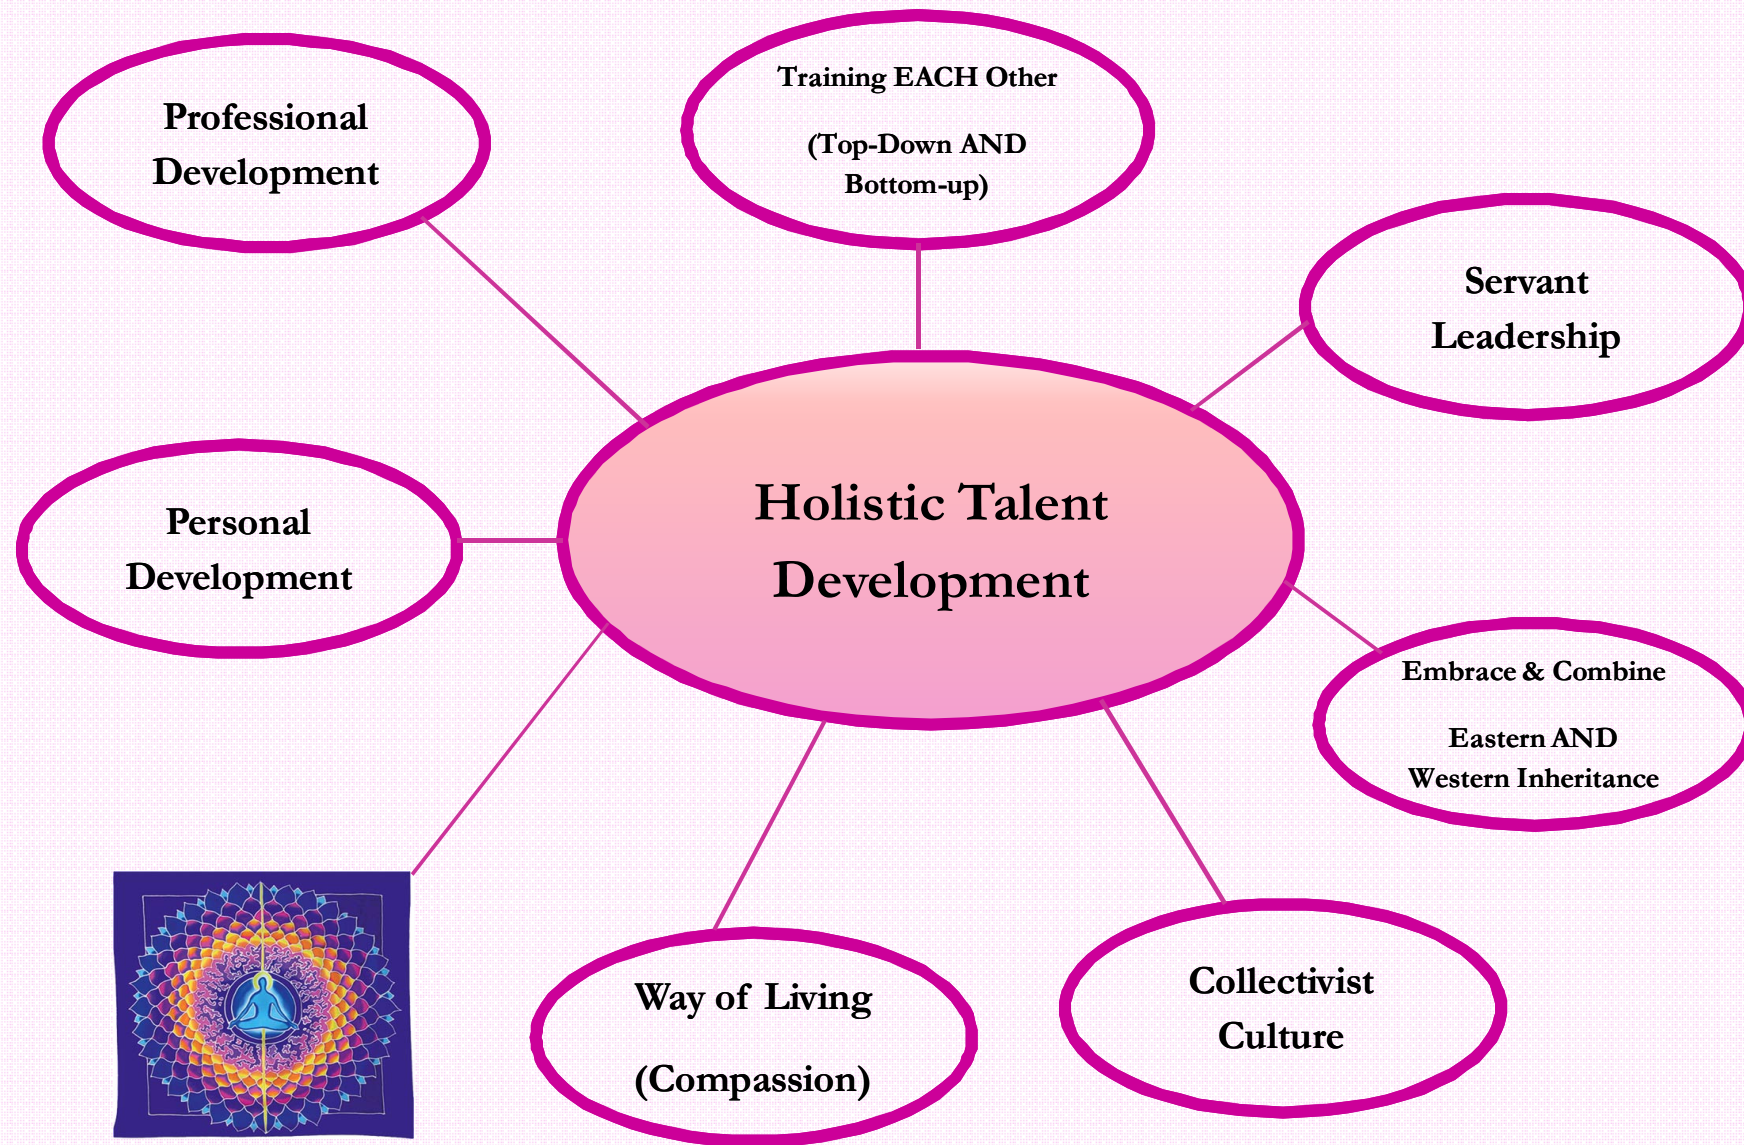 Professional
Development
Training EACH Other
(Top-Down AND
Bottom-up)
Servant
Leadership
Holistic Talent
Development
Personal
Development
Embrace & Combine
Eastern AND
Western Inheritance
Way of Living
(Compassion)
Collectivist
Culture